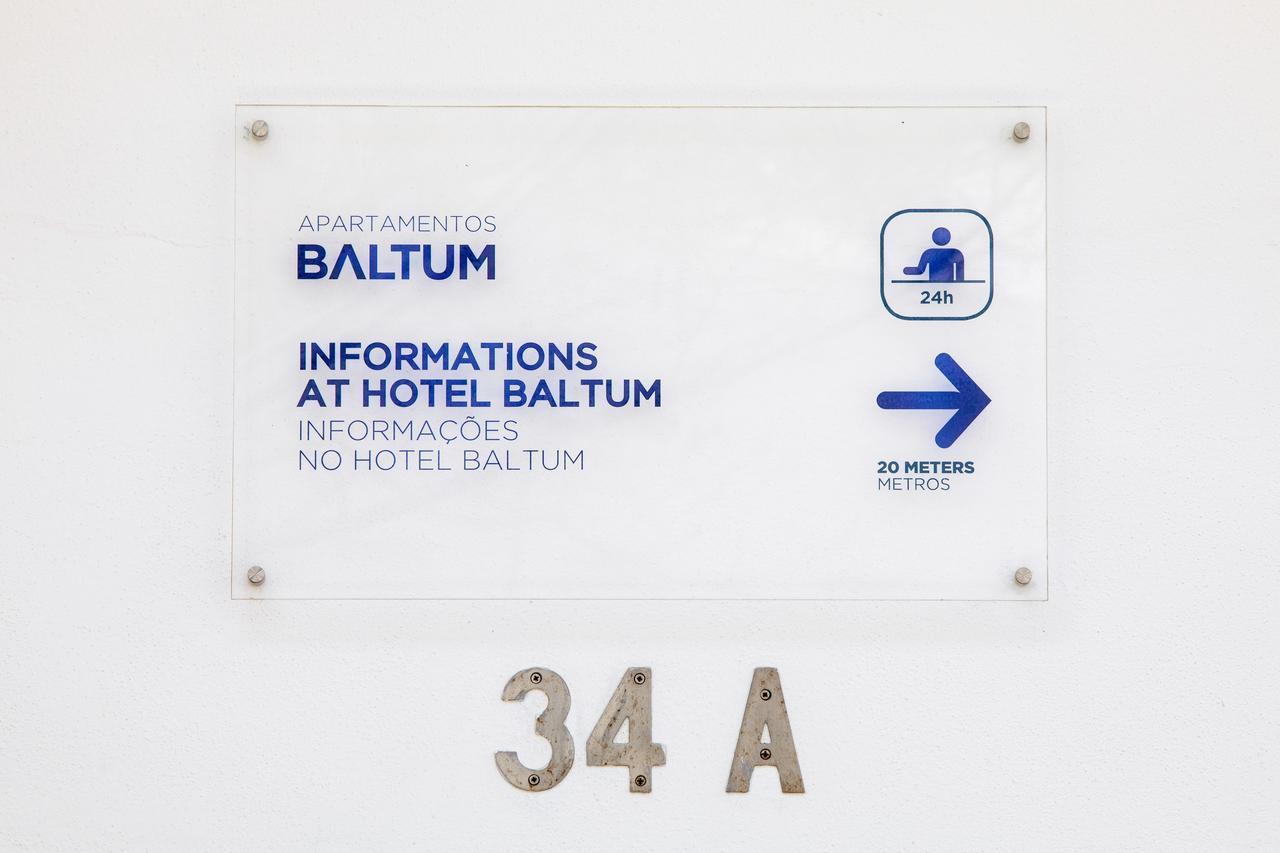 APARTAMENTOS
BALTUM
INFORMATIONS
AT HOTEL BALTUM
INFORMAÇÕES
NO HOTEL BALTUM
24h
20 METERS
METROS
34 A